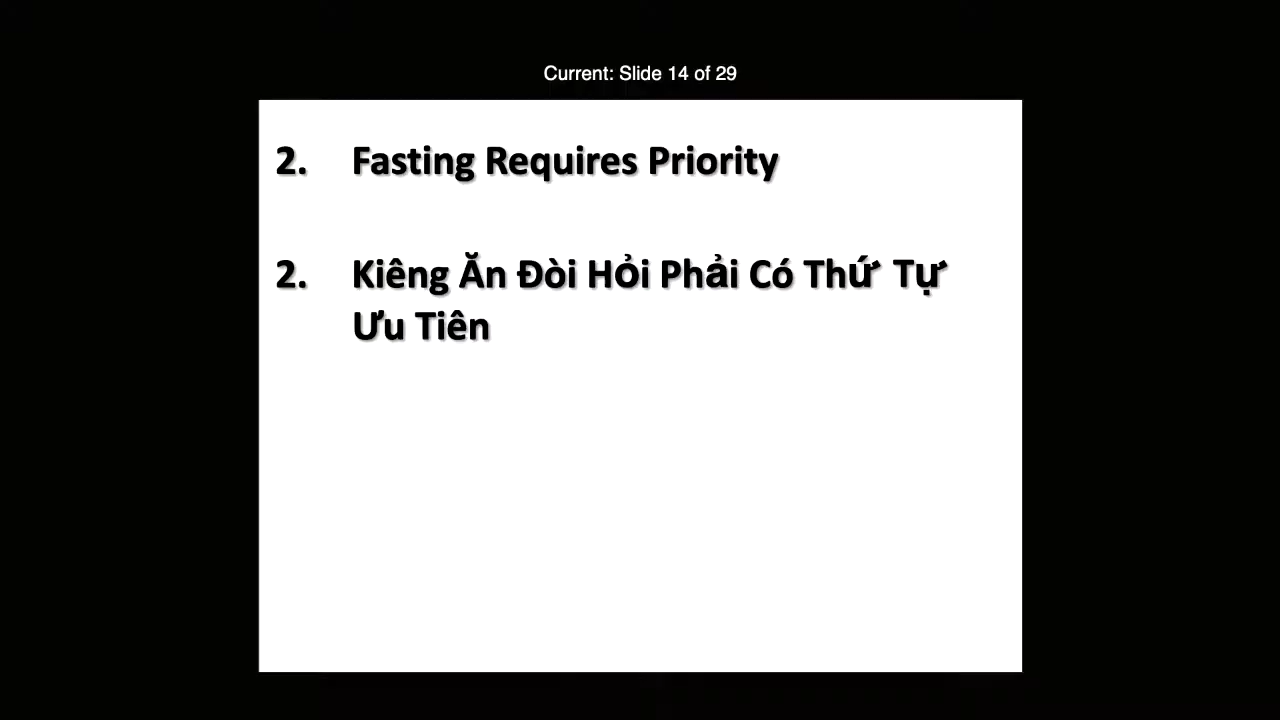 Current: Slide 14 of 29
2. Fasting Requires Priority
2. Kiêng Ăn Đòi Hỏi Phải Có Thứ Tự
Ưu Tiên